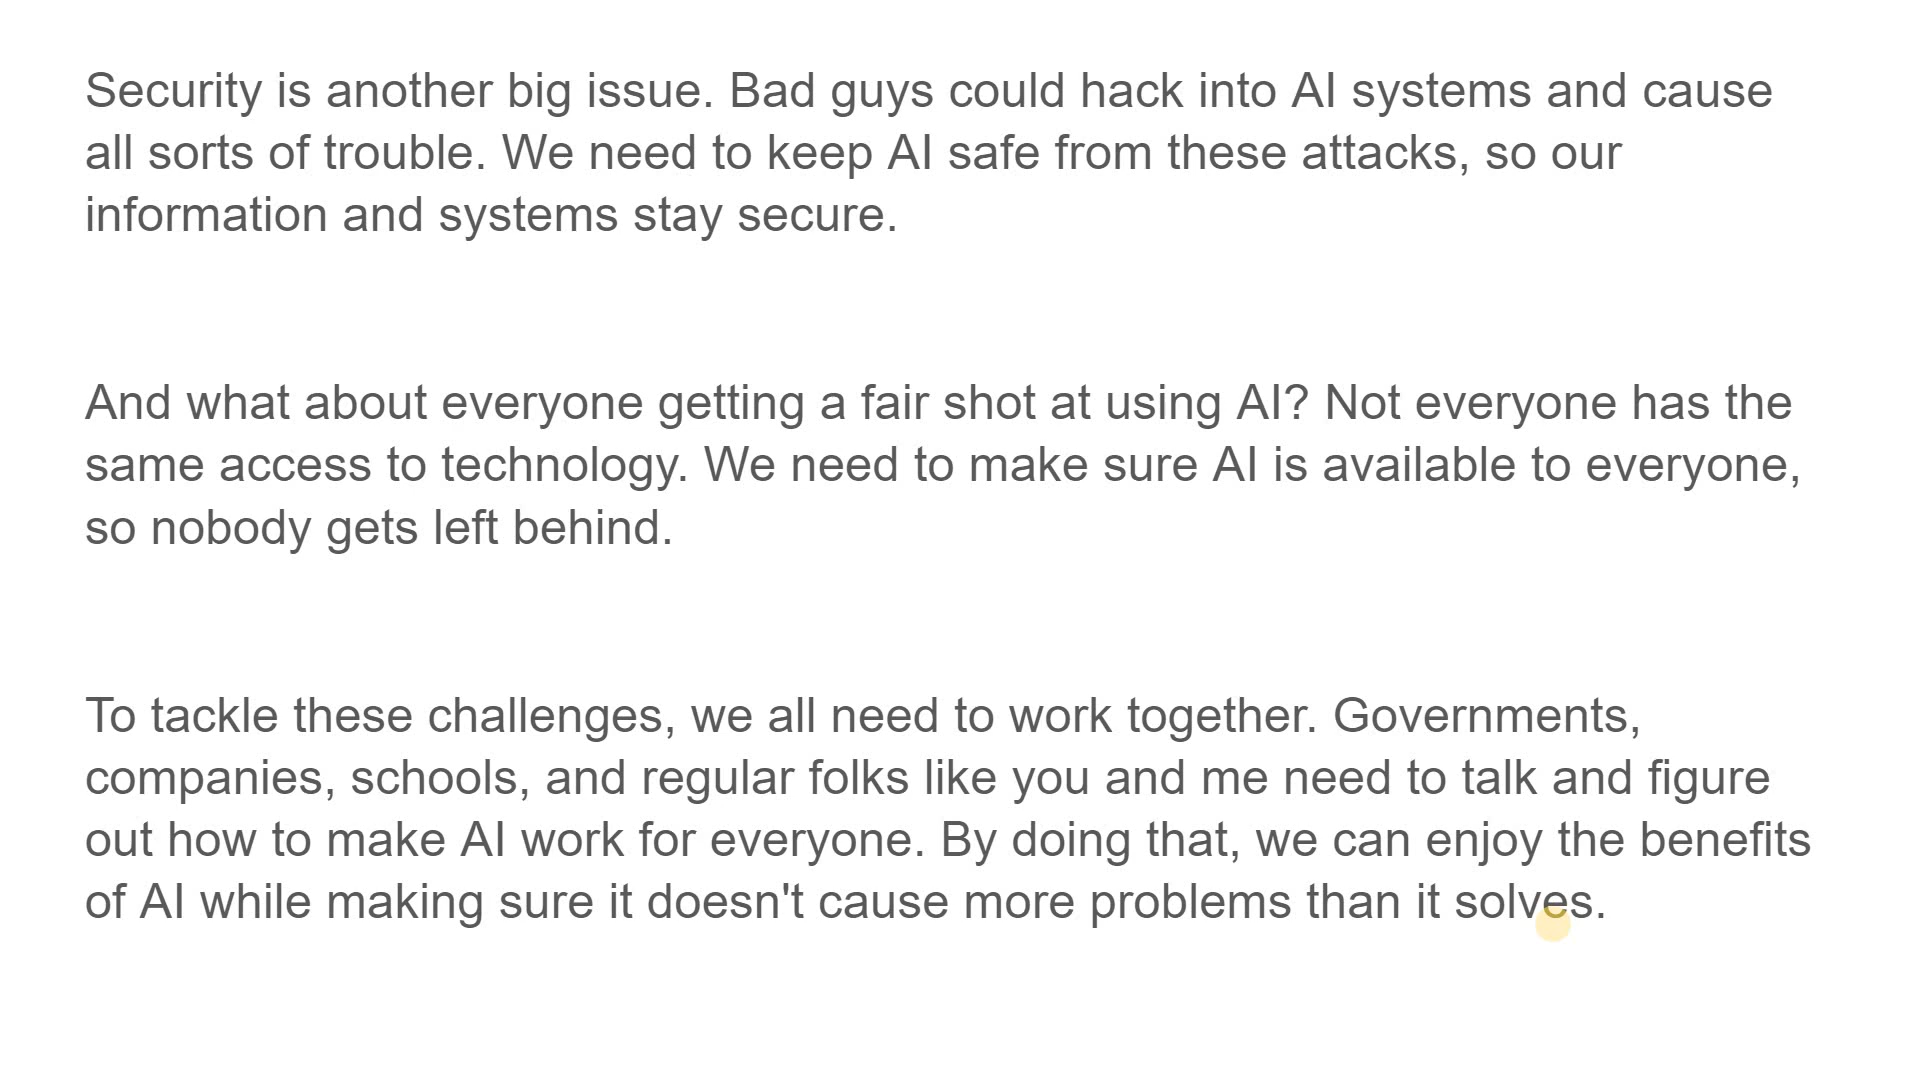 Security is another big issue. Bad guys could hack into AI systems and cause
all sorts of trouble. We need to keep AI safe from these attacks, so our
information and systems stay secure.
And what about everyone getting a fair shot at using AI? Not everyone has the
same access to technology. We need to make sure AI is available to everyone,
so nobody gets left behind.
To tackle these challenges, we all need to work together. Governments,
companies, schools, and regular folks like you and me need to talk and figure
out how to make AI work for everyone. By doing that, we can enjoy the benefits
of AI while making sure it doesn't cause more problems than it solves.